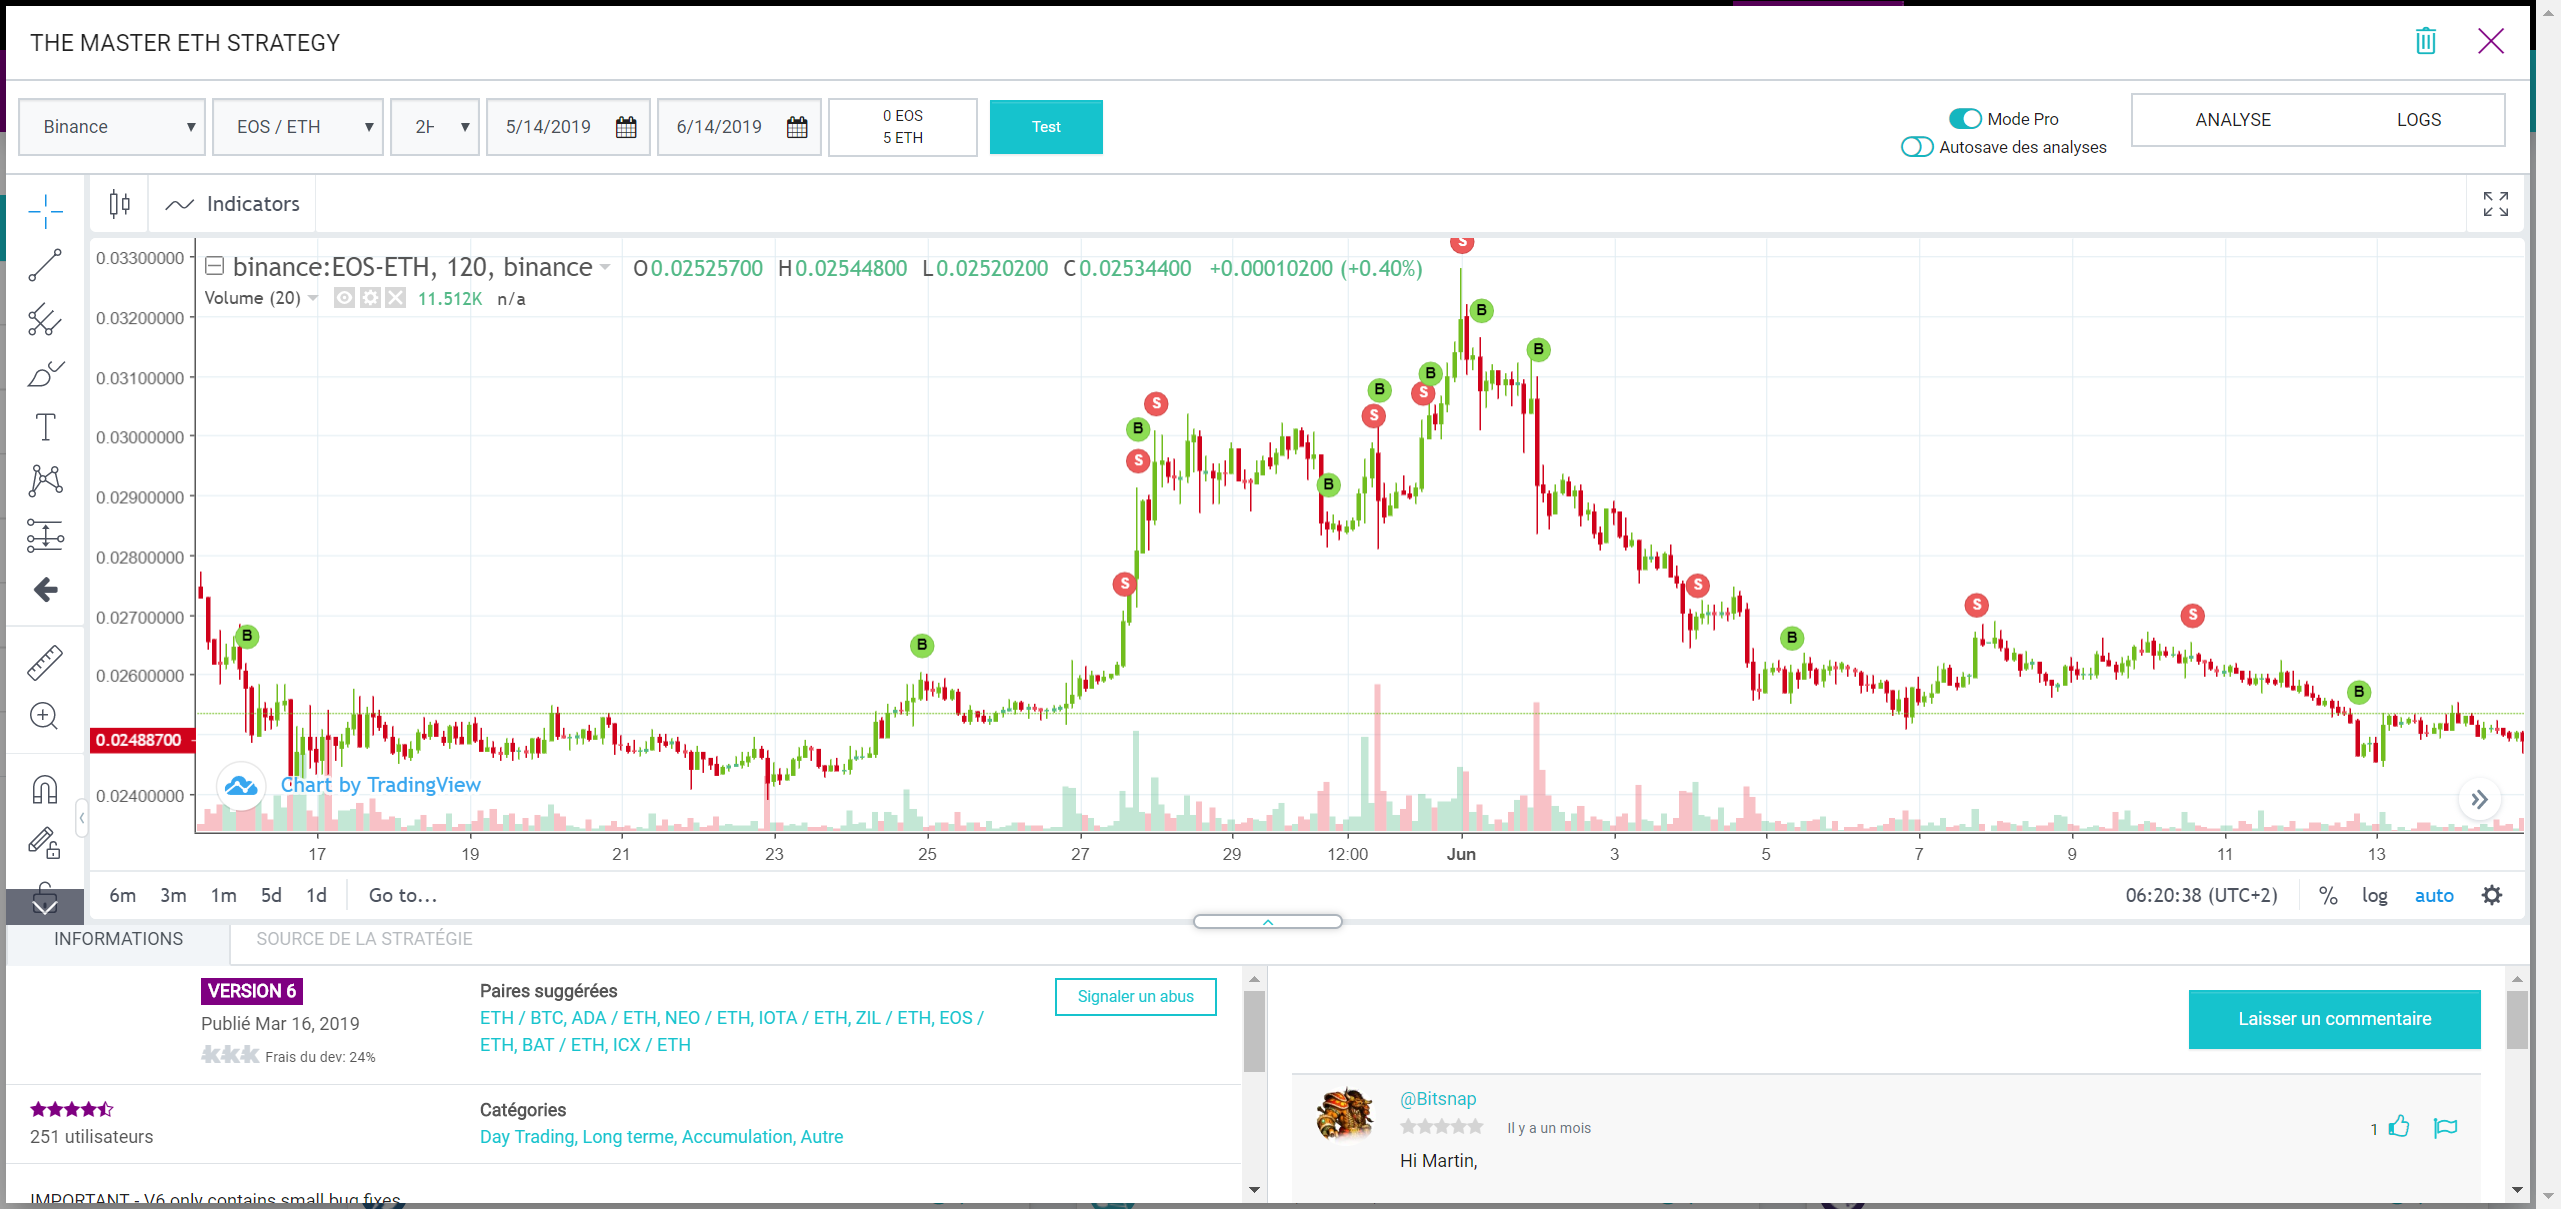 THE MASTER ETH STRATEGY
Binance
EOS / ETH
5/14/2019
6/14/2019
0 EOS
5 ETH
Test
Mode Pro
Autosave des analyses
ANALYSE
LOGS
Indicators
binance:EOS-ETH, 120, binance
O0.02525700 H0.02544800 L0.02520200 C0.02534400 +0.00010200 (+0.40%)
Volume (20)
11.512K n/a
0.03300000
0.03200000
0.03100000
0.03000000
0.02900000
0.02800000
0.02700000
0.02600000
0.02488700
0.02400000
S
B
B
B
S
B
S
S
B
B
S
B
S
S
B
S
S
B
B
S
B
Chart by TradingView
17 19 21 23 25 27 29 12:00 Jun 3 5 7 9 11 13
6m 3m 1m 5d 1d Go to...
06:20:38 (UTC+2) % log auto
INFORMATIONS
SOURCE DE LA STRATÉGIE
VERSION 6
Publié Mar 16, 2019
Frais du dev: 24%
Paires suggérées
ETH / BTC, ADA / ETH, NEO / ETH, IOTA / ETH, ZIL / ETH, EOS /
ETH, BAT / ETH, ICX / ETH
Signaler un abus
251 utilisateurs
Catégories
Day Trading, Long terme, Accumulation, Autre
IMPORTANT - V6 only contains small bug fixes
Laisser un commentaire
@Bitsnap
Il y a un mois
1
Hi Martin,